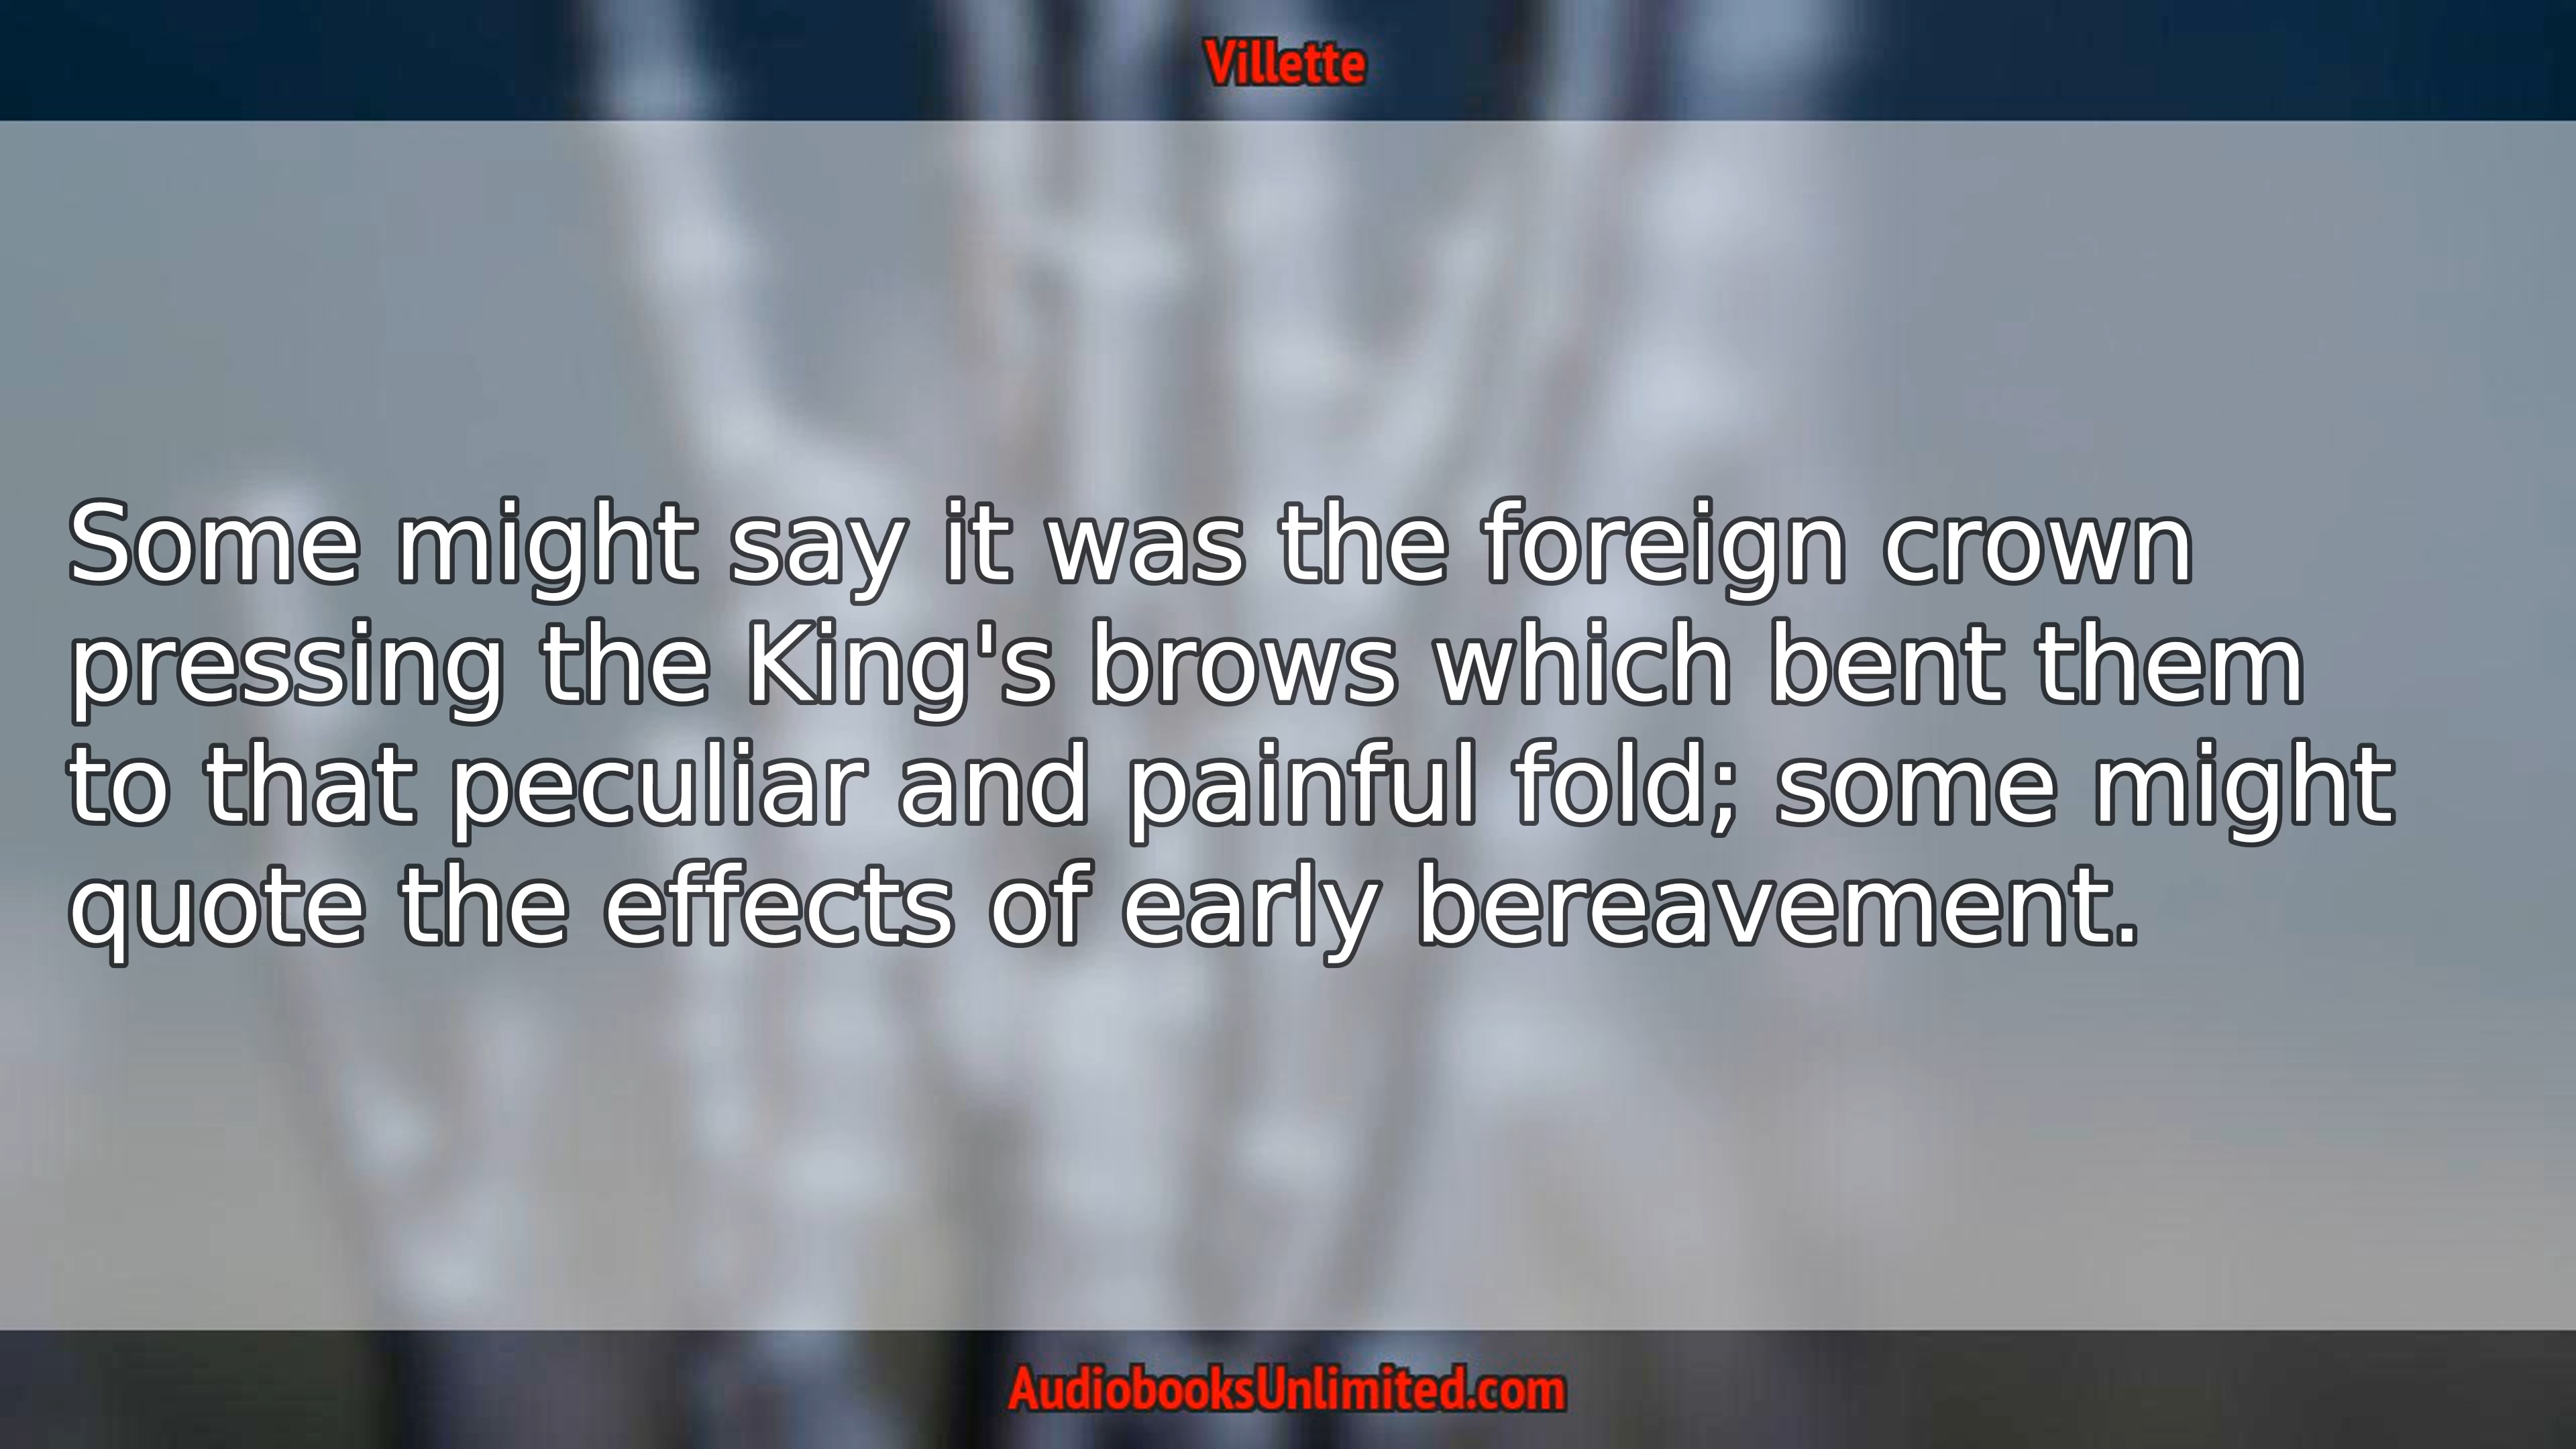 Villette
Some might say it was the foreign crown
pressing the King's brows which bent them
to that peculiar and painful fold; some might
quote the effects of early bereavement.
AudiobooksUnlimited.com